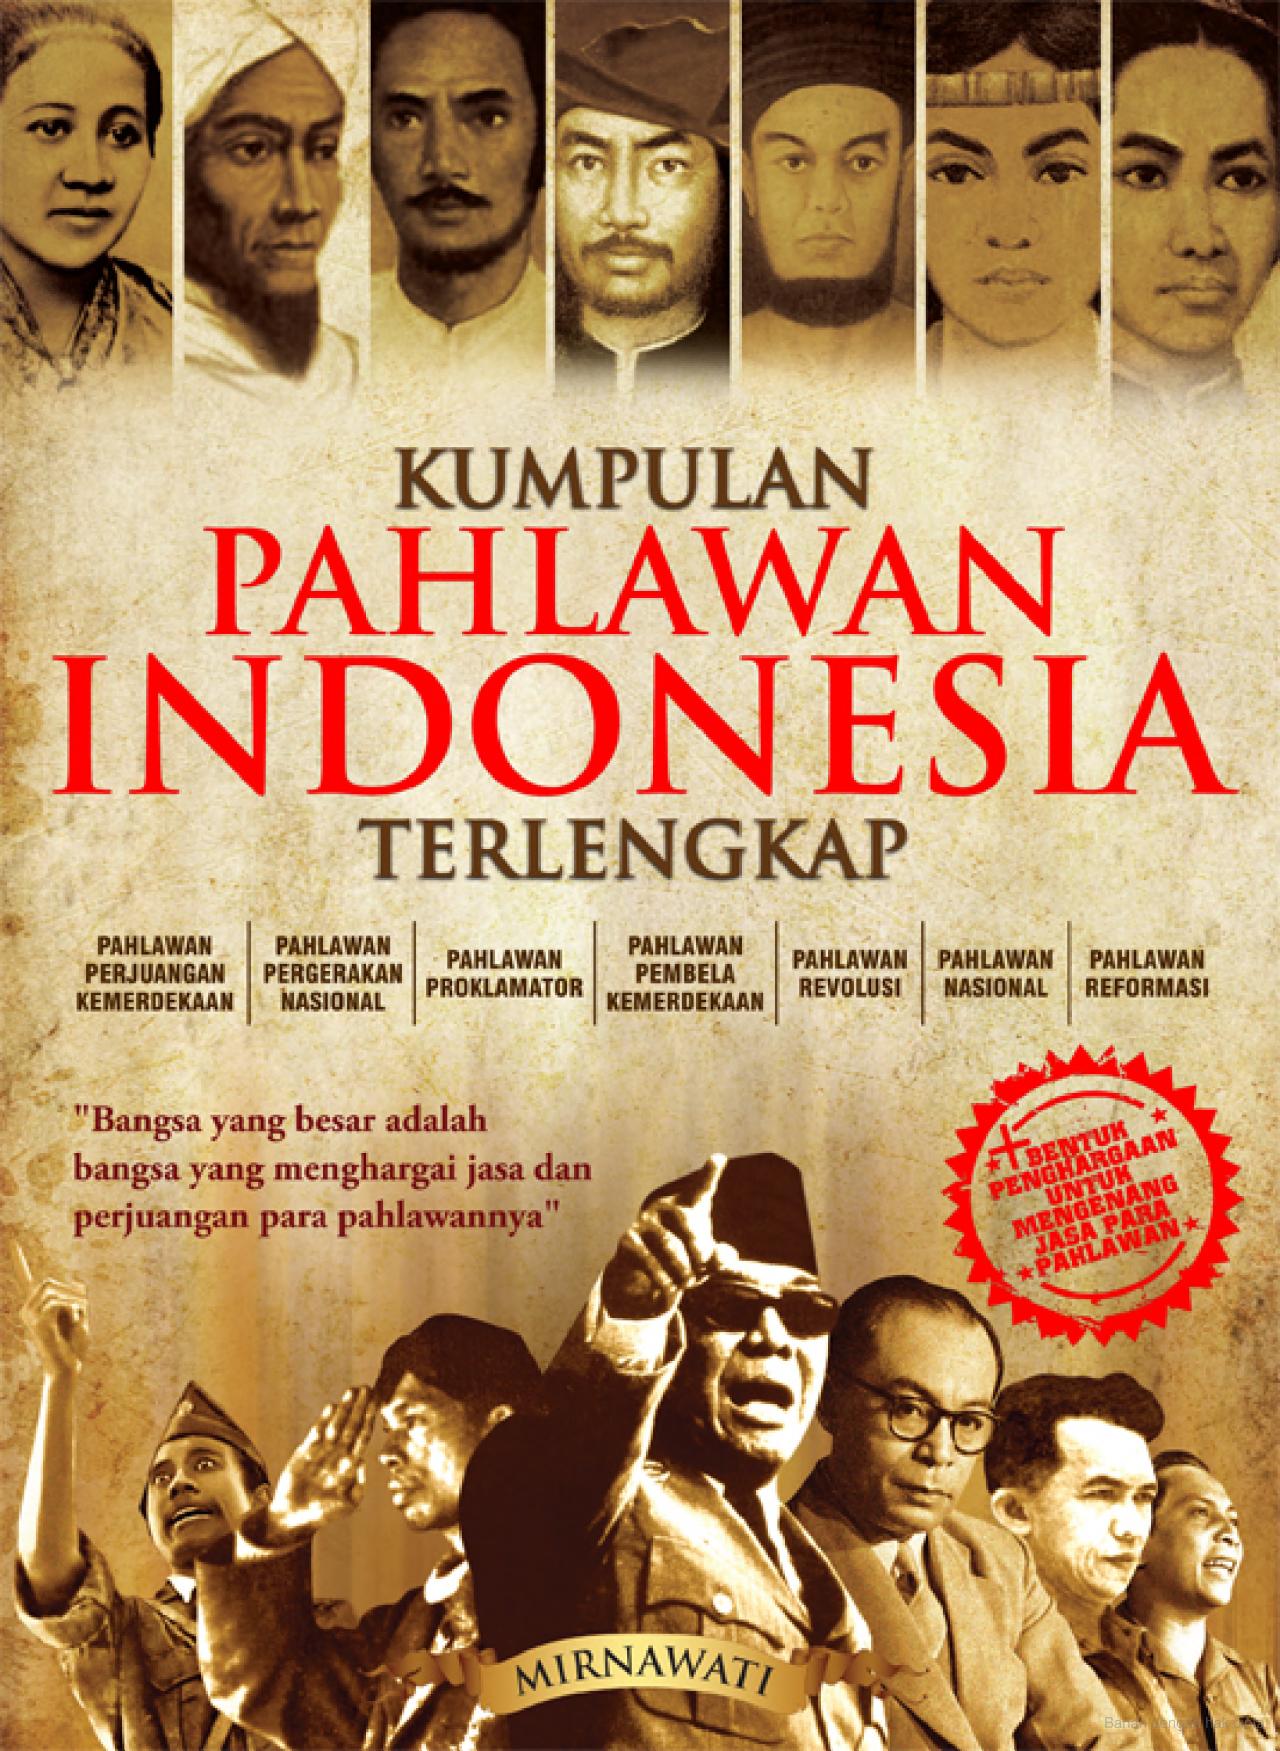 KUMPULAN
PAHLAWAN
INDONESIA
TERLENGKAP
PAHLAWAN
PERJUANGAN
KEMERDEKAAN
PAHLAWAN
PERGERAKAN
NASIONAL
PAHLAWAN
PROKLAMATOR
PAHLAWAN
PEMBELA
KEMERDEKAAN
PAHLAWAN
REVOLUSI
PAHLAWAN
NASIONAL
PAHLAWAN
REFORMASI
"Bangsa yang besar adalah
bangsa yang menghargai jasa dan
perjuangan para pahlawannya"
+BENTUK
PENGHARGAAN
UNTUK
MENGENANG
JASA PARA
PAHLAWAN
MIRNAWATI